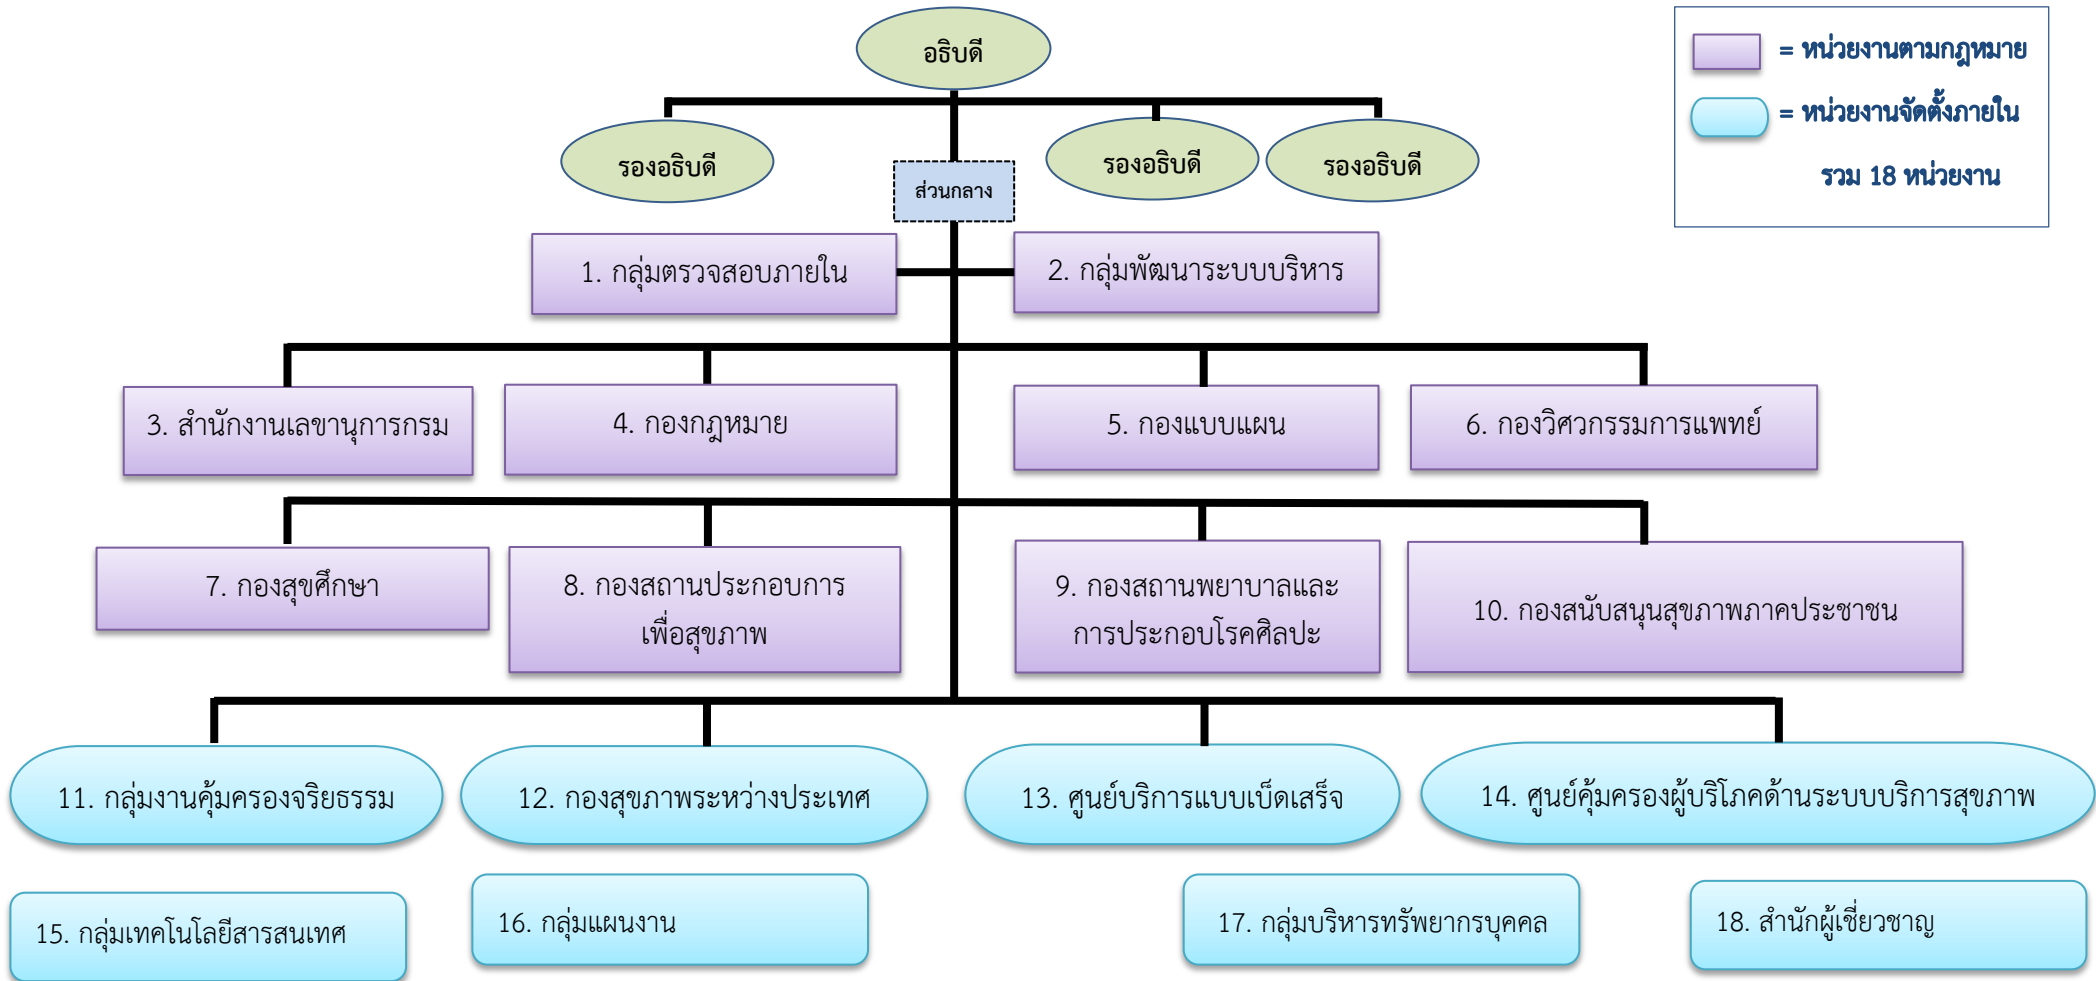 อธิบดี
= หน่วยงานตามกฎหมาย
= หน่วยงานจัดตั้งภายใน
รวม 18 หน่วยงาน
รองอธิบดี
รองอธิบดี
รองอธิบดี
ส่วนกลาง
1. กลุ่มตรวจสอบภายใน
2. กลุ่มพัฒนาระบบบริหาร
3. สำนักงานเลขานุการกรม
4. กองกฎหมาย
5. กองแบบแผน
6. กองวิศวกรรมการแพทย์
7. กองสุขศึกษา
8. กองสถานประกอบการ
เพื่อสุขภาพ
9. กองสถานพยาบาลและ
การประกอบโรคศิลปะ
10. กองสนับสนุนสุขภาพภาคประชาชน
11. กลุ่มงานคุ้มครองจริยธรรม
12. กองสุขภาพระหว่างประเทศ
13. ศูนย์บริการแบบเบ็ดเสร็จ
14. ศูนย์คุ้มครองผู้บริโภคด้านระบบบริการสุขภาพ
15. กลุ่มเทคโนโลยีสารสนเทศ
16. กลุ่มแผนงาน
17. กลุ่มบริหารทรัพยากรบุคคล
18. สำนักผู้เชี่ยวชาญ